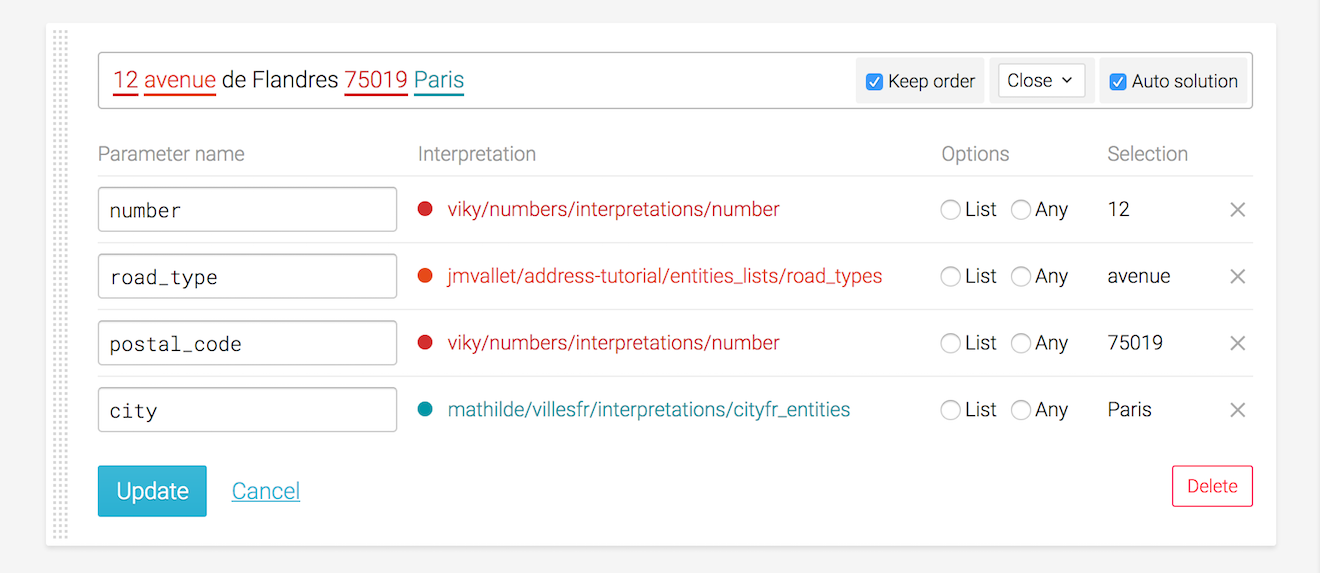 12 avenue de Flandres 75019 Paris Keep order Close Auto solution
Parameter name Interpretation Options Selection
number viky/numbers/interpretations/number List Any 12
road_type jmvallet/address-tutorial/entities_lists/road_types List Any avenue
postal_code viky/numbers/interpretations/number List Any 75019
city mathilde/villesfr/interpretations/cityfr_entities List Any Paris
Update Cancel Delete